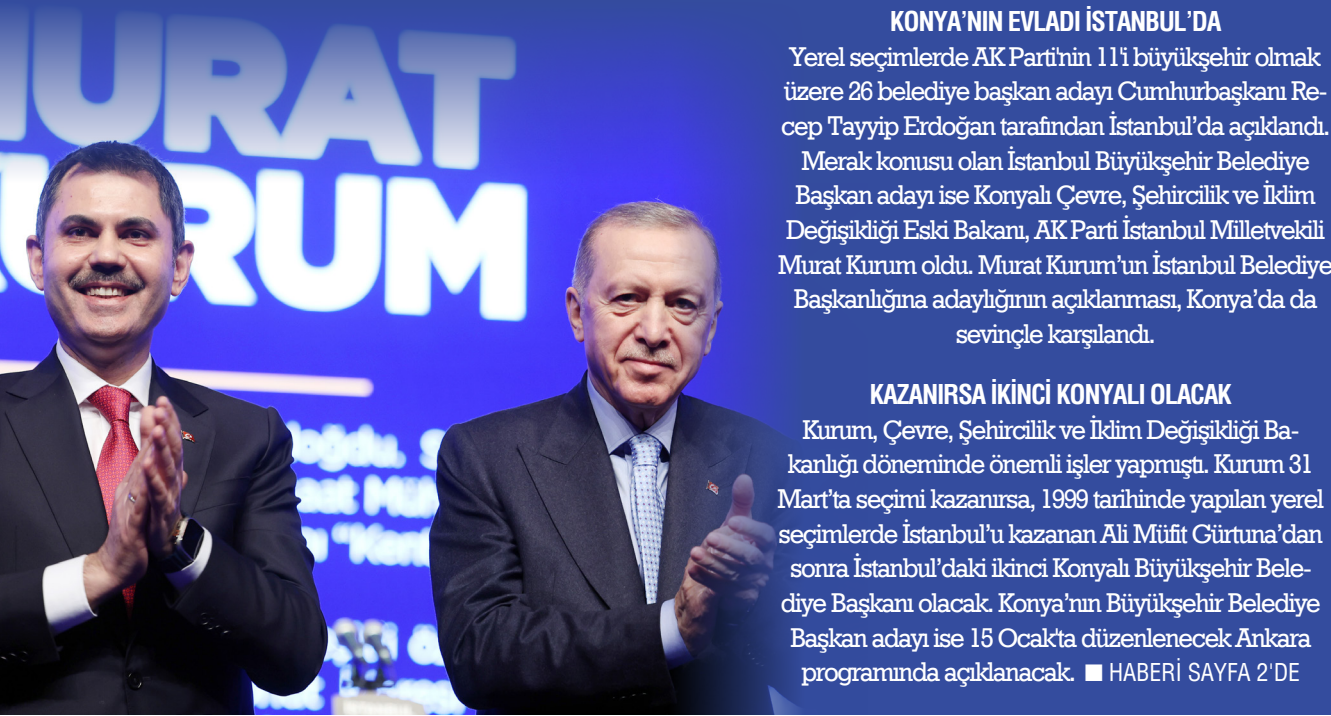 MURAT
KURUM
KONYA’NIN EVLADI İSTANBUL’DA
Yerel seçimlerde AK Parti'nin 11'i büyükşehir olmak
üzere 26 belediye başkan adayı Cumhurbaşkanı Re-
cep Tayyip Erdoğan tarafından İstanbul’da açıklandı.
Merak konusu olan İstanbul Büyükşehir Belediye
Başkan adayı ise Konyalı Çevre, Şehircilik ve İklim
Değişikliği Eski Bakanı, AK Parti İstanbul Milletvekili
Murat Kurum oldu. Murat Kurum’un İstanbul Belediye
Başkanlığına adaylığının açıklanması, Konya’da da
sevinçle karşılandı.
KAZANIRSA İKİNCİ KONYALI OLACAK
Kurum, Çevre, Şehircilik ve İklim Değişikliği Ba-
kanlığı döneminde önemli işler yapmıştı. Kurum 31
Mart’ta seçimi kazanırsa, 1999 tarihinde yapılan yerel
seçimlerde İstanbul’u kazanan Ali Müfit Gürtuna’dan
sonra İstanbul’daki ikinci Konyalı Büyükşehir Bele-
diye Başkanı olacak. Konya’nın Büyükşehir Belediye
Başkan adayı ise 15 Ocak'ta düzenlenecek Ankara
programında açıklanacak. ■ HABERİ SAYFA 2'DE